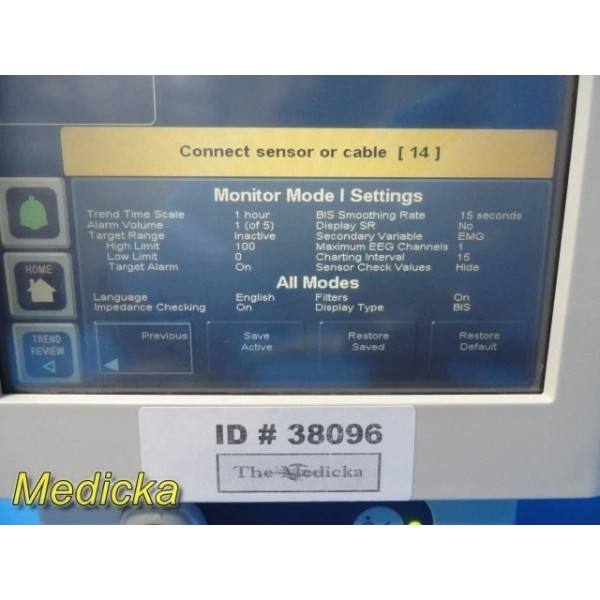 Connect sensor or cable [ 14 ]
Monitor Mode I Settings
Trend Time Scale 1 hour BIS Smoothing Rate 15 seconds
Alarm Volume 1 (of 5) Display SR No
Target Range Inactive Secondary Variable EMG
High Limit 100 Maximum EEG Channels 1
Low Limit 0 Charting Interval 15
Target Alarm On Sensor Check Values Hide
All Modes
Language English Filters On
Impedance Checking On Display Type BIS
HOME
TREND
REVIEW
Previous
Save
Active
Restore
Saved
Restore
Default
ID # 38096
The Medicka
Medicka